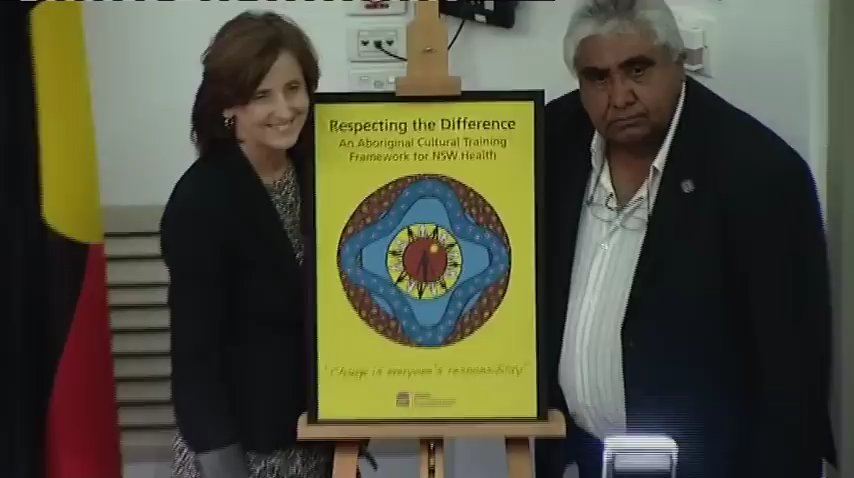 Respecting the Difference
An Aboriginal Cultural Training
Framework for NSW Health
"Change is everyone's responsibility"